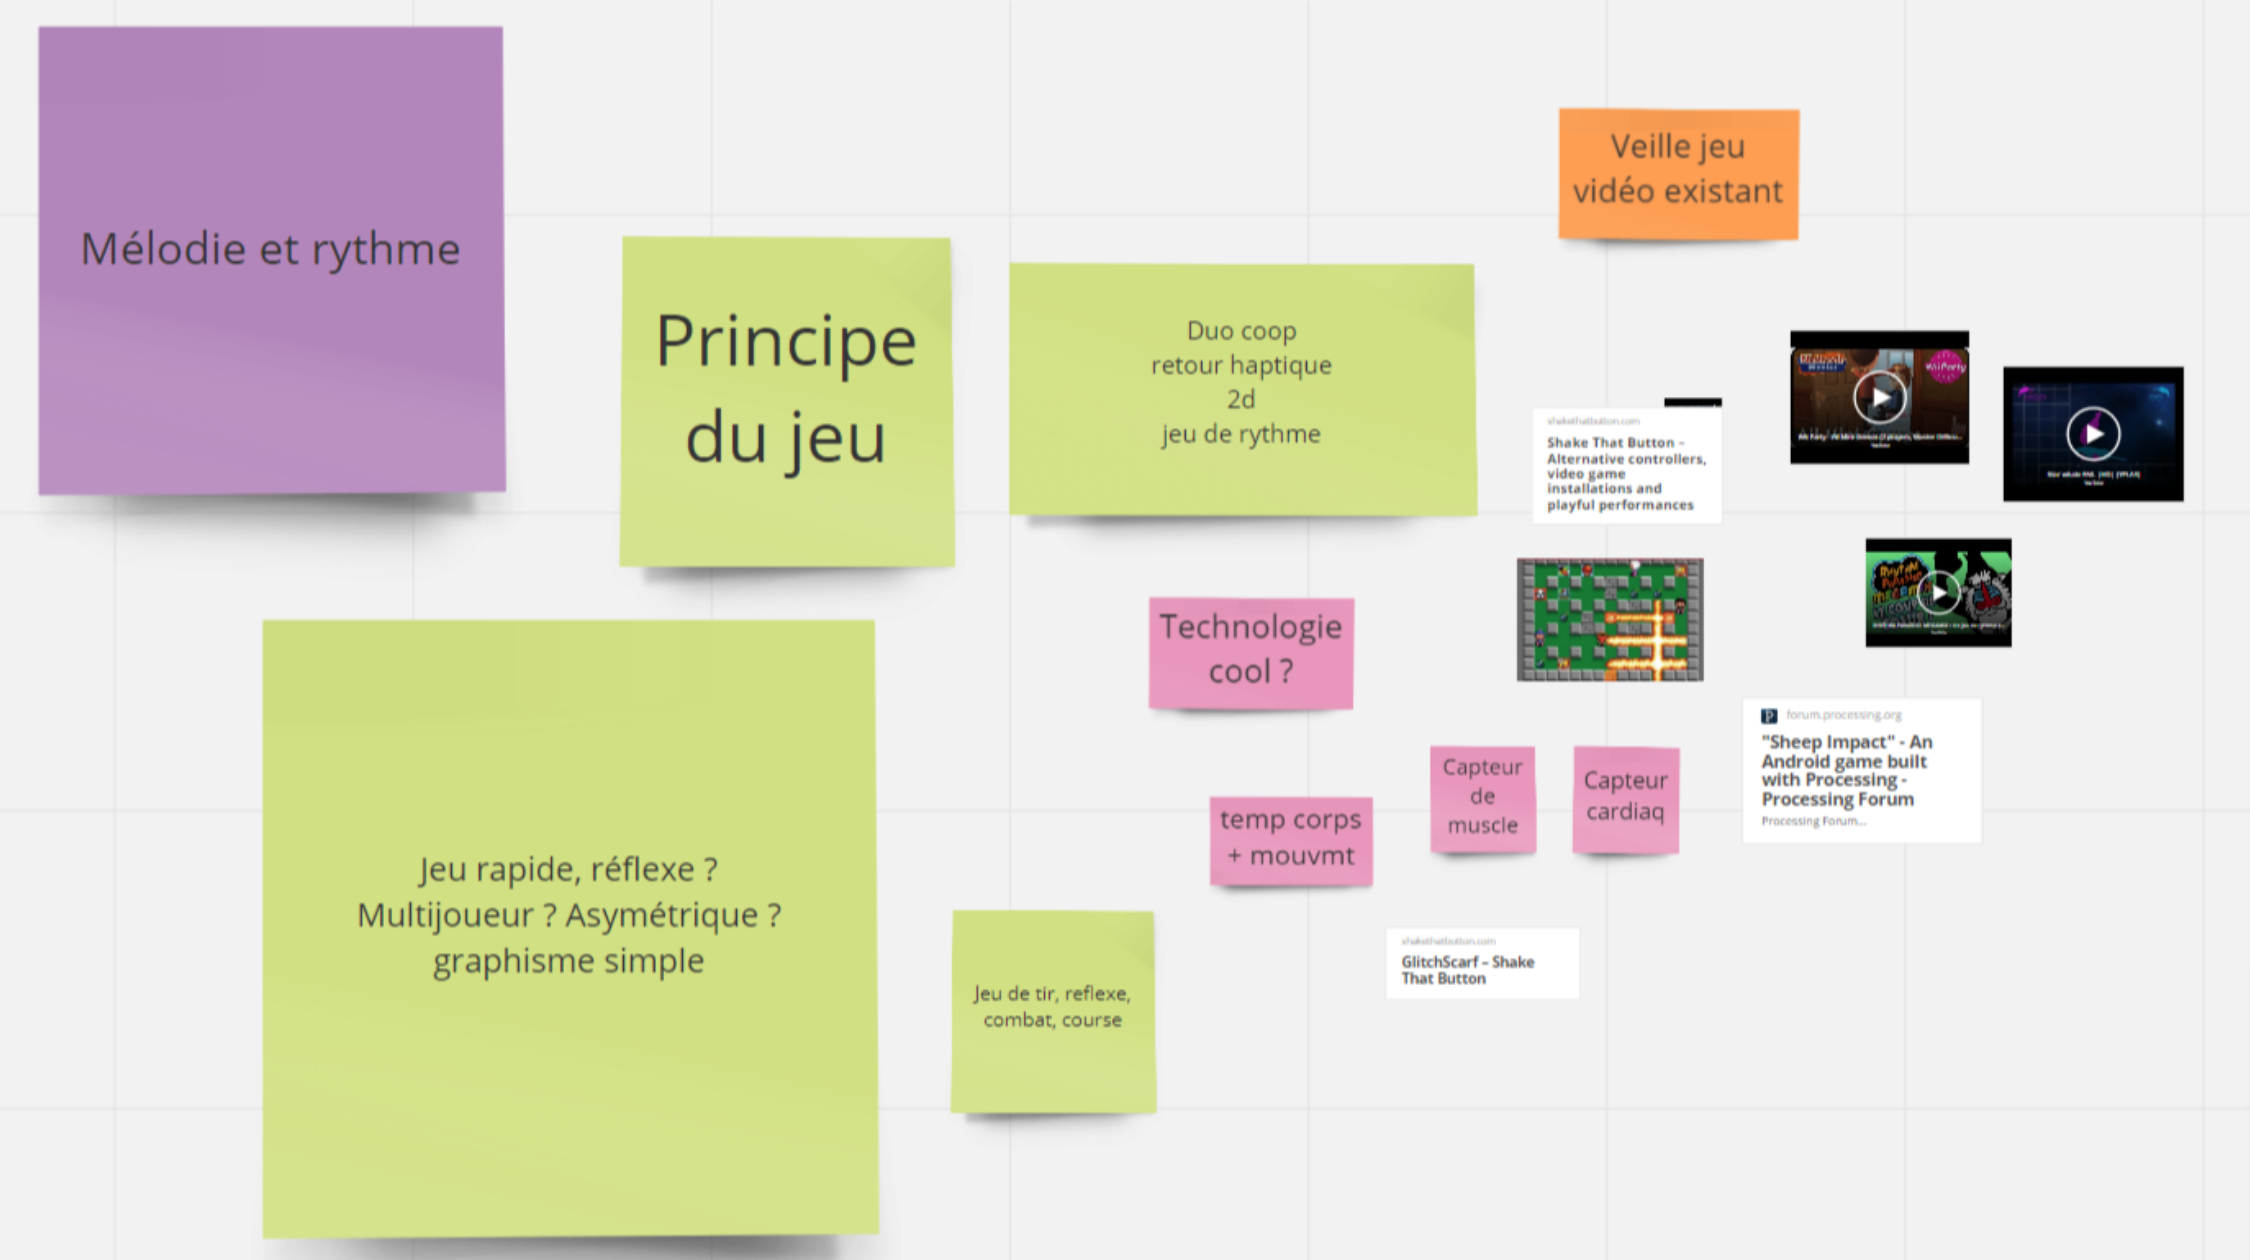 Mélodie et rythme
Principe
du jeu
Duo coop
retour haptique
2d
jeu de rythme
Veille jeu
vidéo existant
shakethatbutton.com
Shake That Button –
Alternative controllers,
video game
installations and
playful performances
WiiParty
Technologie
cool ?
temp corps
+ mouvmt
Capteur
de
muscle
Capteur
cardiaq
forum.processing.org
"Sheep Impact" - An
Android game built
with Processing -
Processing Forum
Processing Forum...
Jeu rapide, réflexe ?
Multijoueur ? Asymétrique ?
graphisme simple
Jeu de tir, reflexe,
combat, course
shakethatbutton.com
GlitchScarf – Shake
That Button